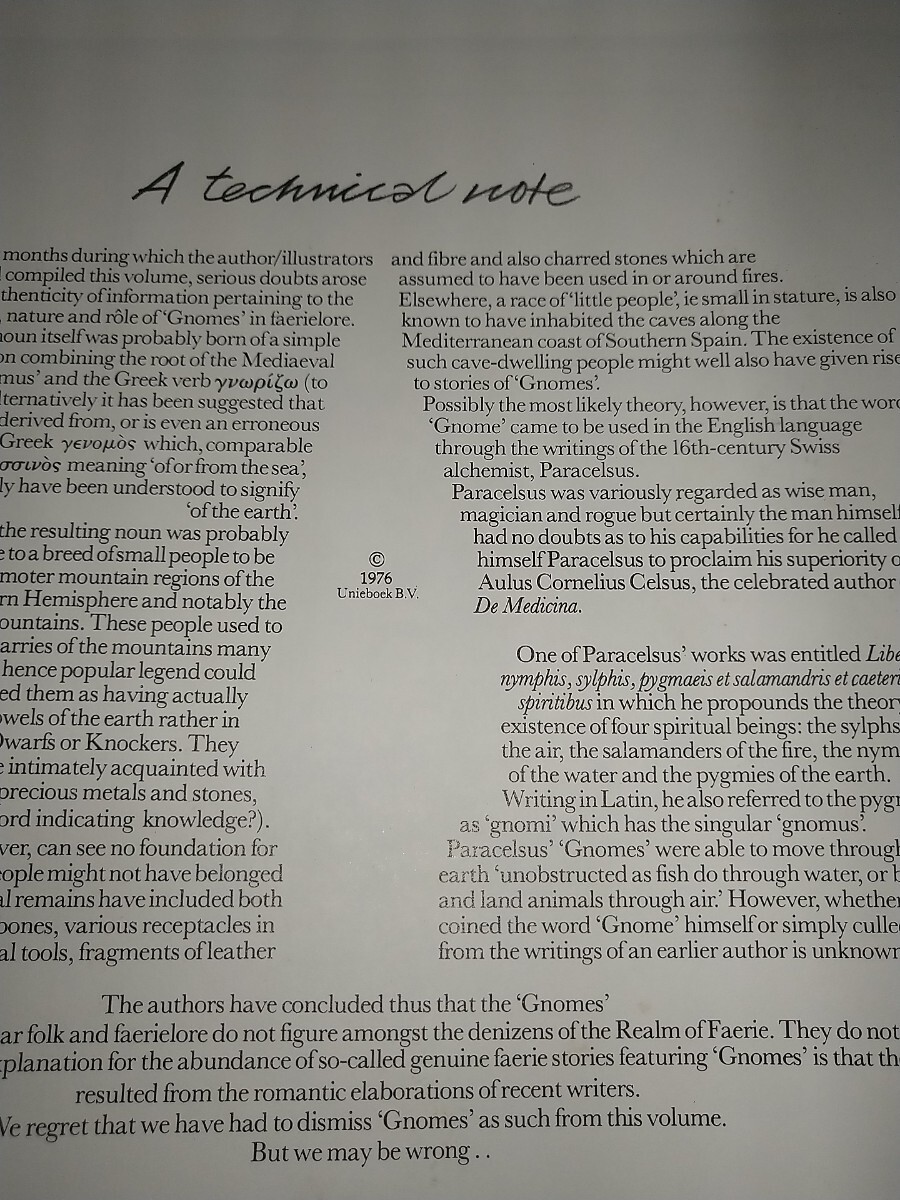 A technical note
months during which the author/illustrators
compiled this volume, serious doubts arose
thenticity of information pertaining to the
, nature and rôle of 'Gnomes' in faerielore.
noun itself was probably born of a simple
on combining the root of the Mediaeval
mus' and the Greek verb γνωρίζω (to
lternatively it has been suggested that
derived from, or is even an erroneous
Greek γενομὸς which, comparable
σσινὸς meaning 'of or from the sea',
ly have been understood to signify
'of the earth'.
the resulting noun was probably
e to a breed of small people to be
moter mountain regions of the
rn Hemisphere and notably the
ountains. These people used to
arries of the mountains many
hence popular legend could
ed them as having actually
owels of the earth rather in
Dwarfs or Knockers. They
e intimately acquainted with
precious metals and stones,
ord indicating knowledge?).
ver, can see no foundation for
eople might not have belonged
al remains have included both
bones, various receptacles in
al tools, fragments of leather
©
1976
Unieboek B.V.
and fibre and also charred stones which are
assumed to have been used in or around fires.
Elsewhere, a race of 'little people', ie small in stature, is also
known to have inhabited the caves along the
Mediterranean coast of Southern Spain. The existence of
such cave-dwelling people might well also have given rise
to stories of 'Gnomes'.
Possibly the most likely theory, however, is that the word
'Gnome' came to be used in the English language
through the writings of the 16th-century Swiss
alchemist, Paracelsus.
Paracelsus was variously regarded as wise man,
magician and rogue but certainly the man himself
had no doubts as to his capabilities for he called
himself Paracelsus to proclaim his superiority o
Aulus Cornelius Celsus, the celebrated author
De Medicina.
One of Paracelsus' works was entitled Libe
nymphis, sylphis, pygmaeis et salamandris et caeteri
spiritibus in which he propounds the theory
existence of four spiritual beings: the sylphs
the air, the salamanders of the fire, the nym
of the water and the pygmies of the earth.
Writing in Latin, he also referred to the pygm
as 'gnomi' which has the singular 'gnomus'.
Paracelsus' 'Gnomes' were able to move through
earth 'unobstructed as fish do through water, or b
and land animals through air.' However, whether
coined the word 'Gnome' himself or simply culle
from the writings of an earlier author is unknown
The authors have concluded thus that the 'Gnomes'
ar folk and faerielore do not figure amongst the denizens of the Realm of Faerie. They do not
xplanation for the abundance of so-called genuine faerie stories featuring 'Gnomes' is that the
resulted from the romantic elaborations of recent writers.
We regret that we have had to dismiss 'Gnomes' as such from this volume.
But we may be wrong . .